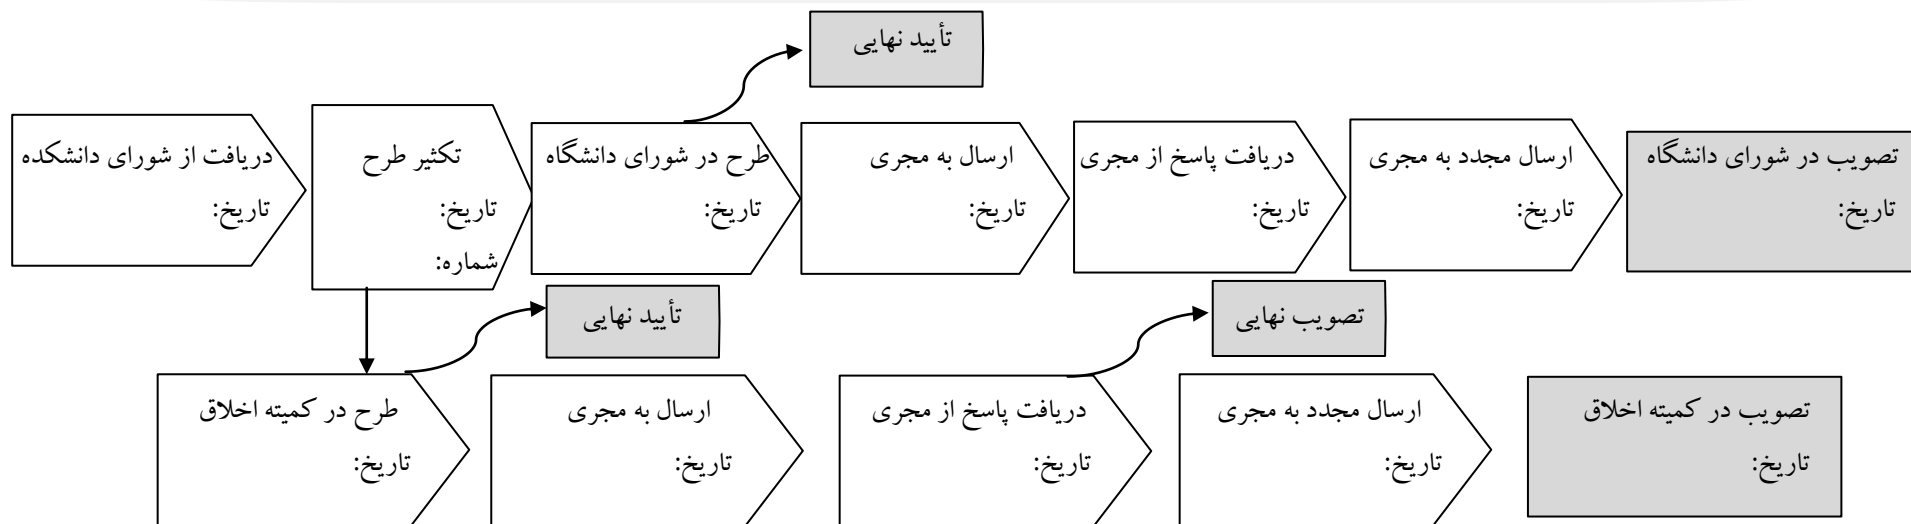 تأیید نهایی
دریافت از شورای دانشکده
تاریخ:
تکثیر طرح
تاریخ:
شماره:
طرح در شورای دانشگاه
تاریخ:
ارسال به مجری
تاریخ:
دریافت پاسخ از مجری
تاریخ:
ارسال مجدد به مجری
تاریخ:
تصویب در شورای دانشگاه
تاریخ:
تأیید نهایی
تصویب نهایی
طرح در کمیته اخلاق
تاریخ:
ارسال به مجری
تاریخ:
دریافت پاسخ از مجری
تاریخ:
ارسال مجدد به مجری
تاریخ:
تصویب در کمیته اخلاق
تاریخ: